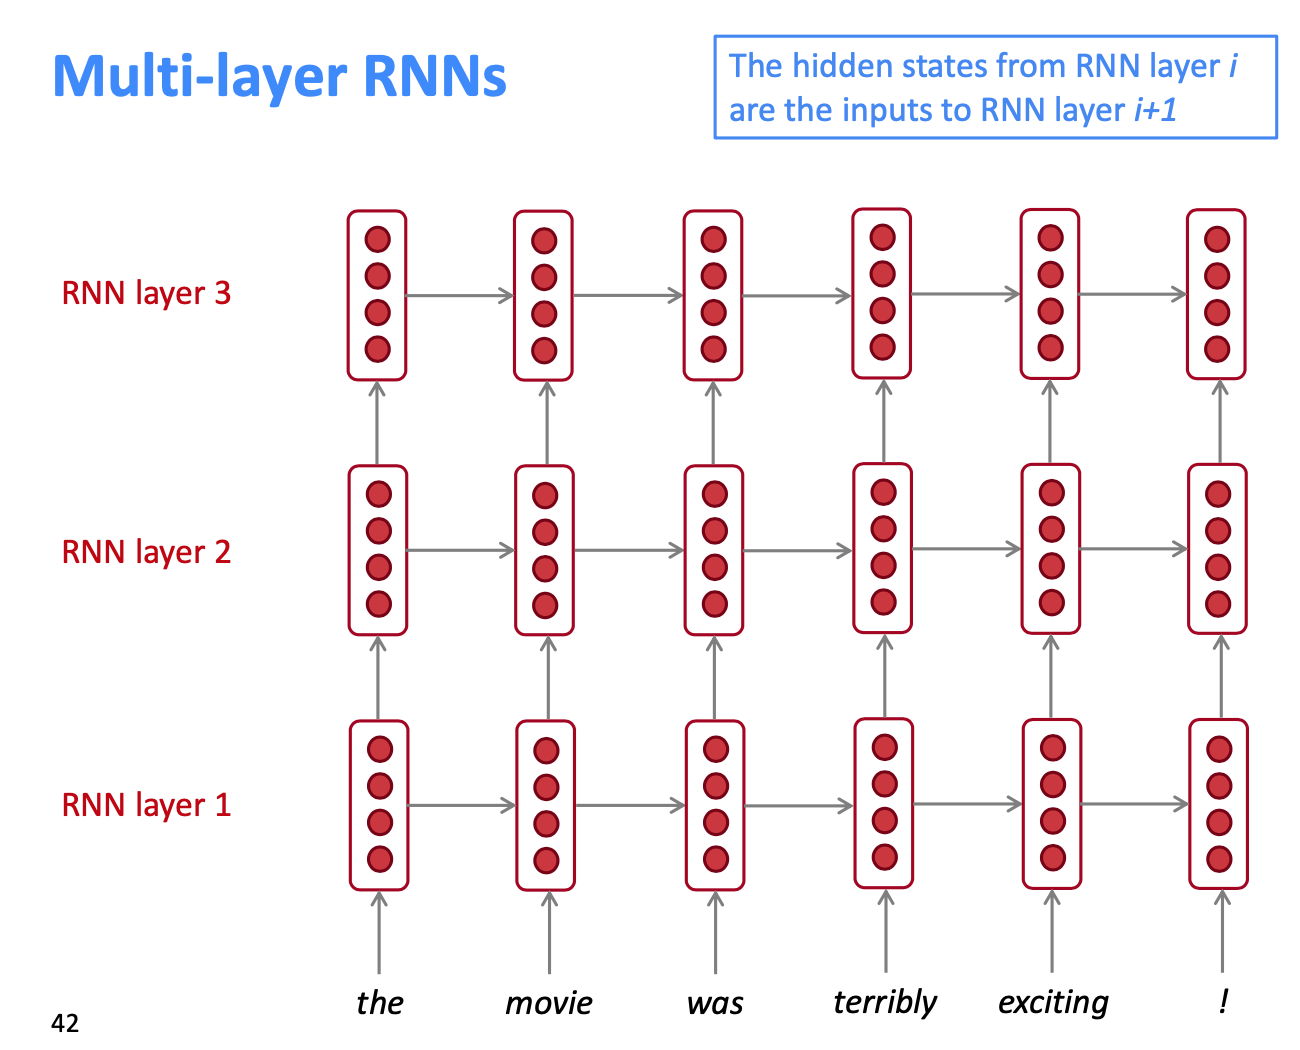 Multi-layer RNNs
The hidden states from RNN layer i
are the inputs to RNN layer i+1
RNN layer 3
RNN layer 2
RNN layer 1
the movie was terribly exciting !
42